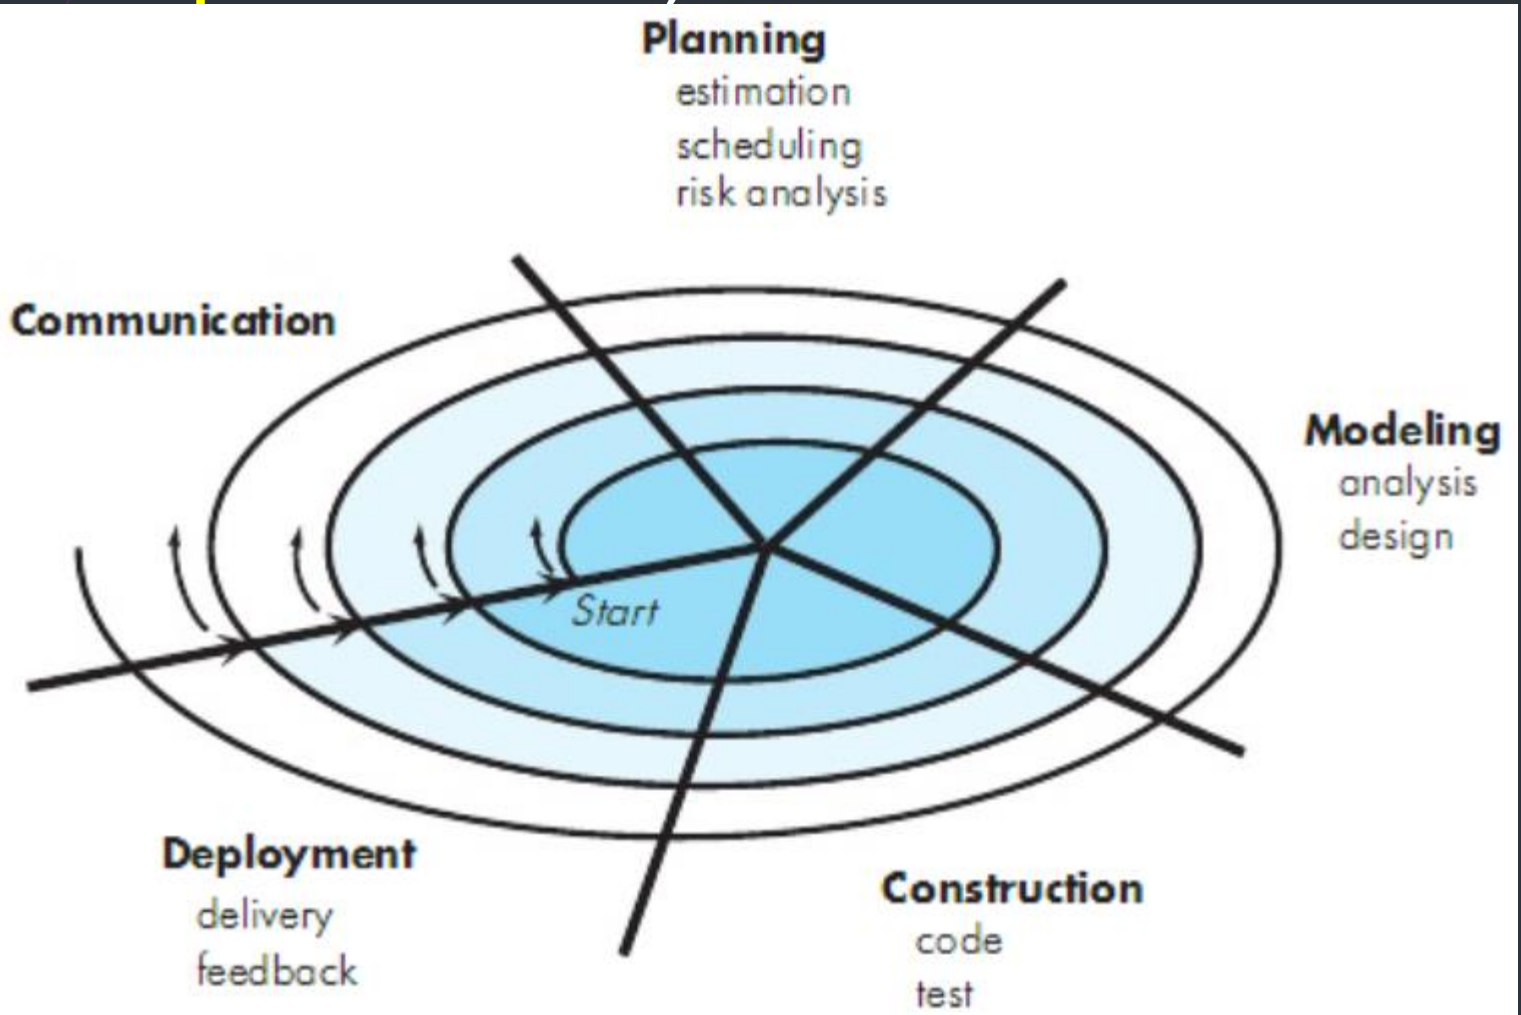 Planning
estimation
scheduling
risk analysis
Communication
Modeling
analysis
design
Start
Deployment
delivery
feedback
Construction
code
test